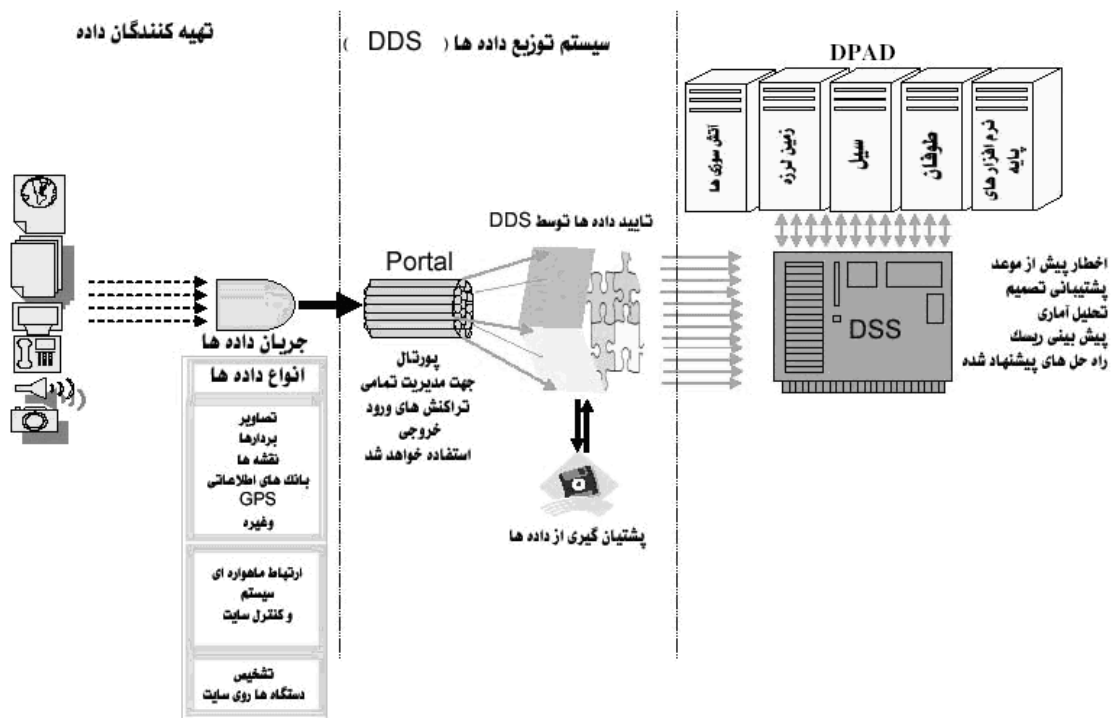 تهیه کنندگان داده
سیستم توزیع داده ها ( DDS )
DPAD
آتش سوزی ها
زمین لرزه
سیل
طوفان
نرم افزار های
پایه
تایید داده ها توسط DDS
Portal
پورتال
جهت مدیریت تمامی
تراکنش های ورود
خروجی
استفاده خواهد شد
جریان داده ها
انواع داده ها
تصاویر
بردارها
نقشه ها
بانك های اطلاعاتی
GPS
وغیره
ارتباط ماهواره ای
سیستم
و کنترل سایت
تشخیص
دستگاه ها روی سایت
پشتیان گیری از داده ها
DSS
اخطار پیش از موعد
پشتیبانی تصمیم
تحلیل آماری
پیش بینی ریسك
راه حل های پیشنهاد شده